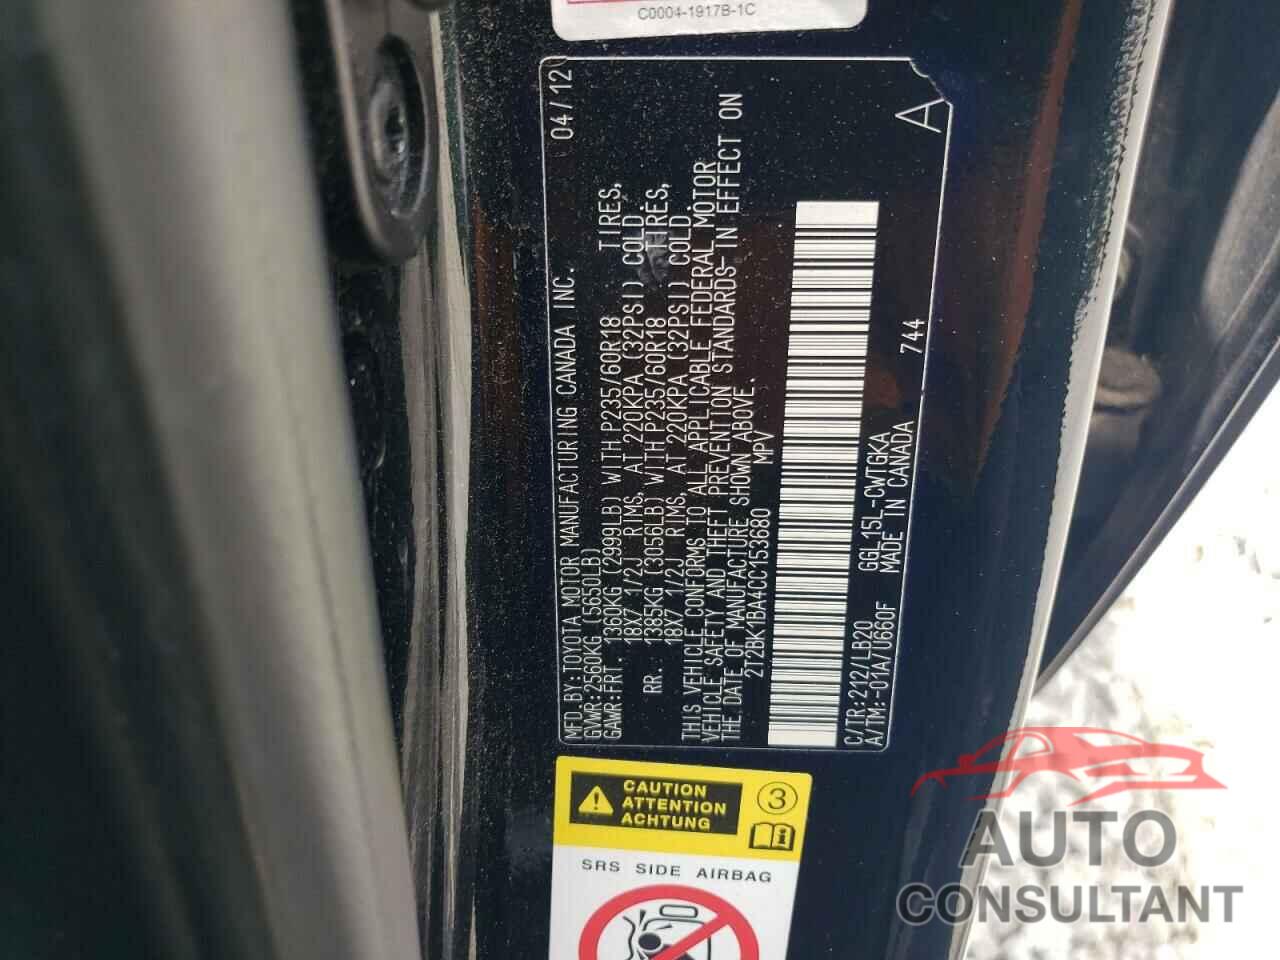 C0004-1917B-1C
MFD.BY:TOYOTA MOTOR MANUFACTURING CANADA INC. 04/12
GVWR:2560KG (5650LB)
GAWR:FRT. 1360KG (2999LB) WITH P235/60R18 TIRES,
18X7 1/2J RIMS, AT 220KPA (32PSI) COLD.
RR. 1385KG (3056LB) WITH P235/60R18 TIRES,
18X7 1/2J RIMS, AT 220KPA (32PSI) COLD.
THIS VEHICLE CONFORMS TO ALL APPLICABLE FEDERAL MOTOR
VEHICLE SAFETY AND THEFT PREVENTION STANDARDS IN EFFECT ON
THE DATE OF MANUFACTURE SHOWN ABOVE.
2T2BK1BA4CC153680 MPV
C/TR:212/LB20 GGL15L-CWTGKA
A/TM:-01A/U660F MADE IN CANADA 744
A
CAUTION
ATTENTION
ACHTUNG
3
SRS SIDE AIRBAG
AUTO
CONSULTANT